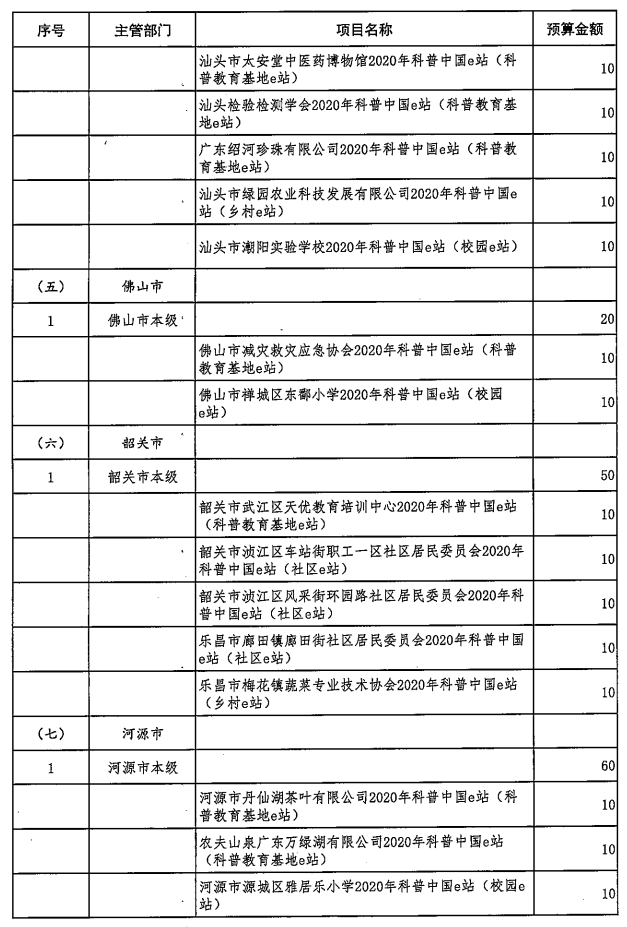 序号 主管部门 项目名称 预算金额
汕头市太安堂中医药博物馆2020年科普中国e站（科
普教育基地e站） 10
汕头检验检测学会2020年科普中国e站（科普教育基
地e站） 10
广东绍河珍珠有限公司2020年科普中国e站（科普教
育基地e站） 10
汕头市绿园农业科技发展有限公司2020年科普中国e
站（乡村e站） 10
汕头市潮阳实验学校2020年科普中国e站（校园e站） 10
（五） 佛山市
1 佛山市本级 20
佛山市减灾救灾应急协会2020年科普中国e站（科普
教育基地e站） 10
佛山市禅城区东鄱小学2020年科普中国e站（校园
e站） 10
（六） 韶关市
1 韶关市本级 50
韶关市武江区天优教育培训中心2020年科普中国e站
（科普教育基地e站） 10
韶关市浈江区车站街职工一区社区居民委员会2020年
科普中国e站（社区e站） 10
韶关市浈江区风采街环园路社区居民委员会2020年科
普中国e站（社区e站） 10
乐昌市廊田镇廊田街社区居民委员会2020年科普中国
e站（社区e站） 10
乐昌市梅花镇蔬菜专业技术协会2020年科普中国e站
（乡村e站） 10
（七） 河源市
1 河源市本级 60
河源市丹仙湖茶叶有限公司2020年科普中国e站（科
普教育基地e站） 10
农夫山泉广东万绿湖有限公司2020年科普中国e站
（科普教育基地e站） 10
河源市源城区雅居乐小学2020年科普中国e站（校园e
站） 10